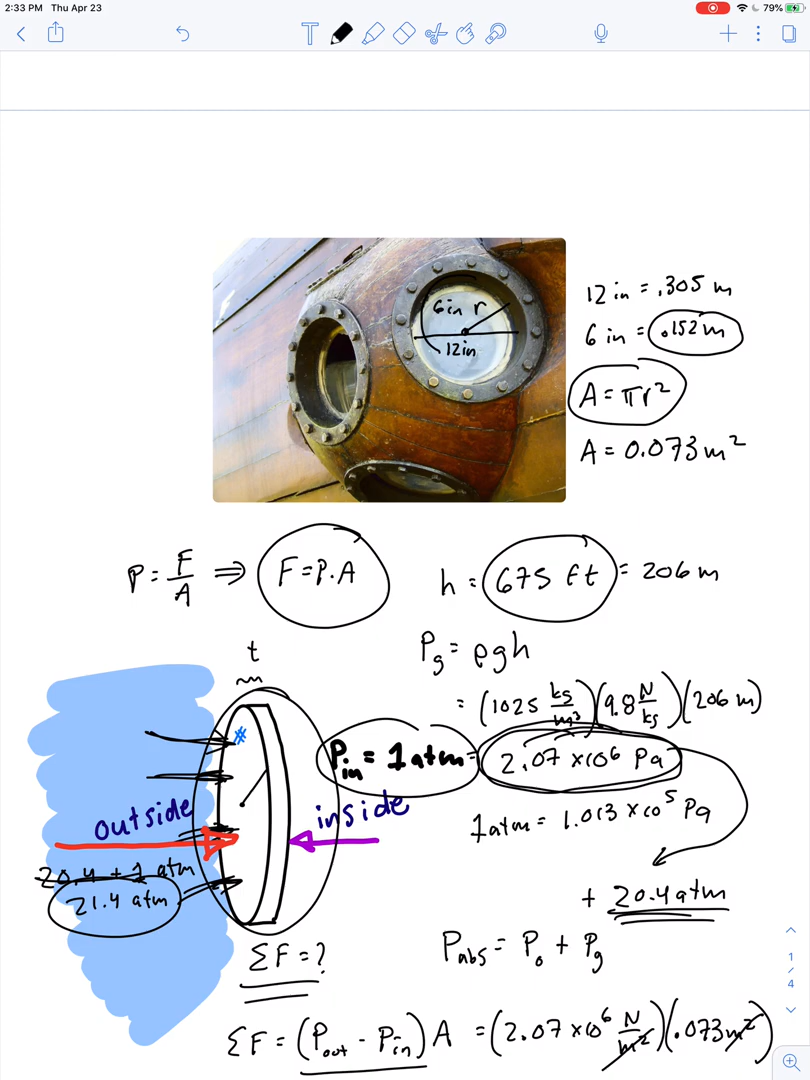 2:33 PM Thu Apr 23
79%
T
12 in = .305 m
6in r
12in
6 in = .152 m
A = πr²
A = 0.073 m²
P = F/A ⇒ F = P.A
h = 675 ft = 206 m
t
Pg = ρgh
= (1025 kg/m³)(9.8 N/kg)(206 m)
#
Pin = 1 atm
= 2.07 x10⁶ Pa
outside
inside
1 atm = 1.013 x10⁵ Pa
20.4 + 1 atm
21.4 atm
+ 20.4 atm
Pabs = P₀ + Pg
ΣF = ?
ΣF = (Pout - Pin) A = (2.07 x10⁶ N/m²)(.073 m²)
1
/
4